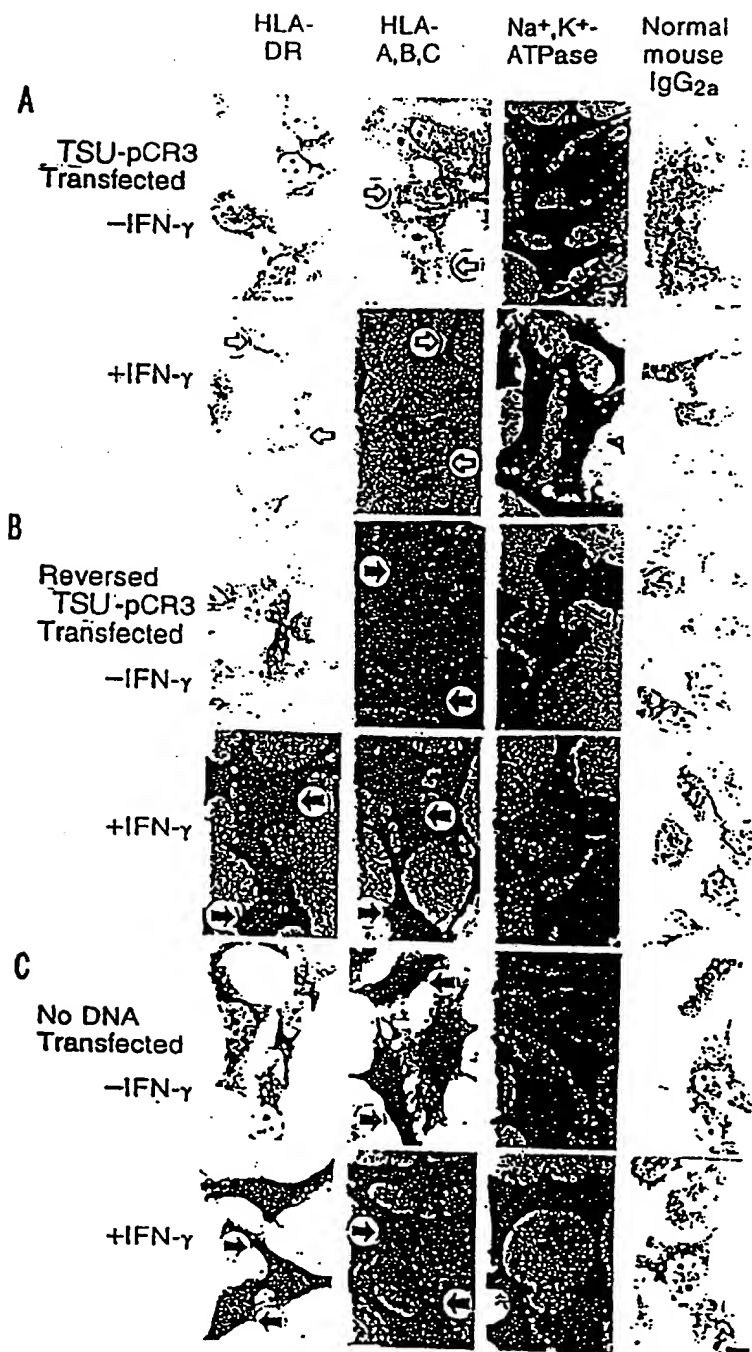 HLA-
DR
HLA-
A,B,C
Na+,K+-
ATPase
Normal
mouse
IgG2a
A
TSU-pCR3
Transfected
−IFN-γ
+IFN-γ
B
Reversed
TSU-pCR3
Transfected
−IFN-γ
+IFN-γ
C
No DNA
Transfected
−IFN-γ
+IFN-γ